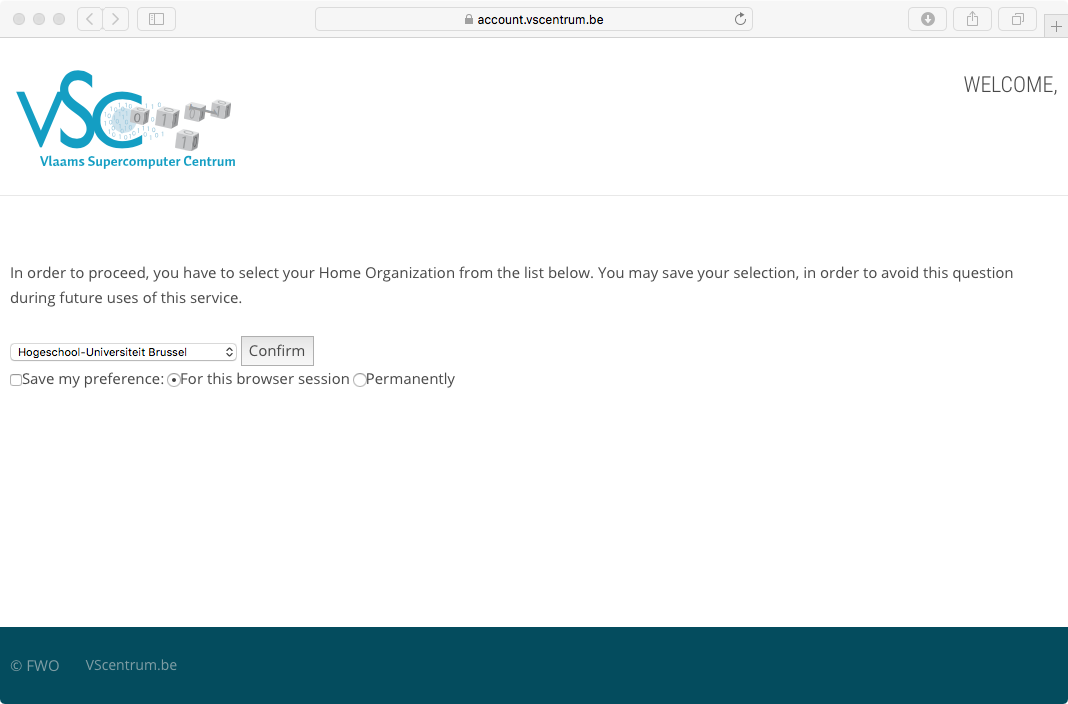 account.vscentrum.be
VSC
Vlaams Supercomputer Centrum
WELCOME,
In order to proceed, you have to select your Home Organization from the list below. You may save your selection, in order to avoid this question
during future uses of this service.
Hogeschool-Universiteit Brussel Confirm
Save my preference: For this browser session Permanently
© FWO VScentrum.be